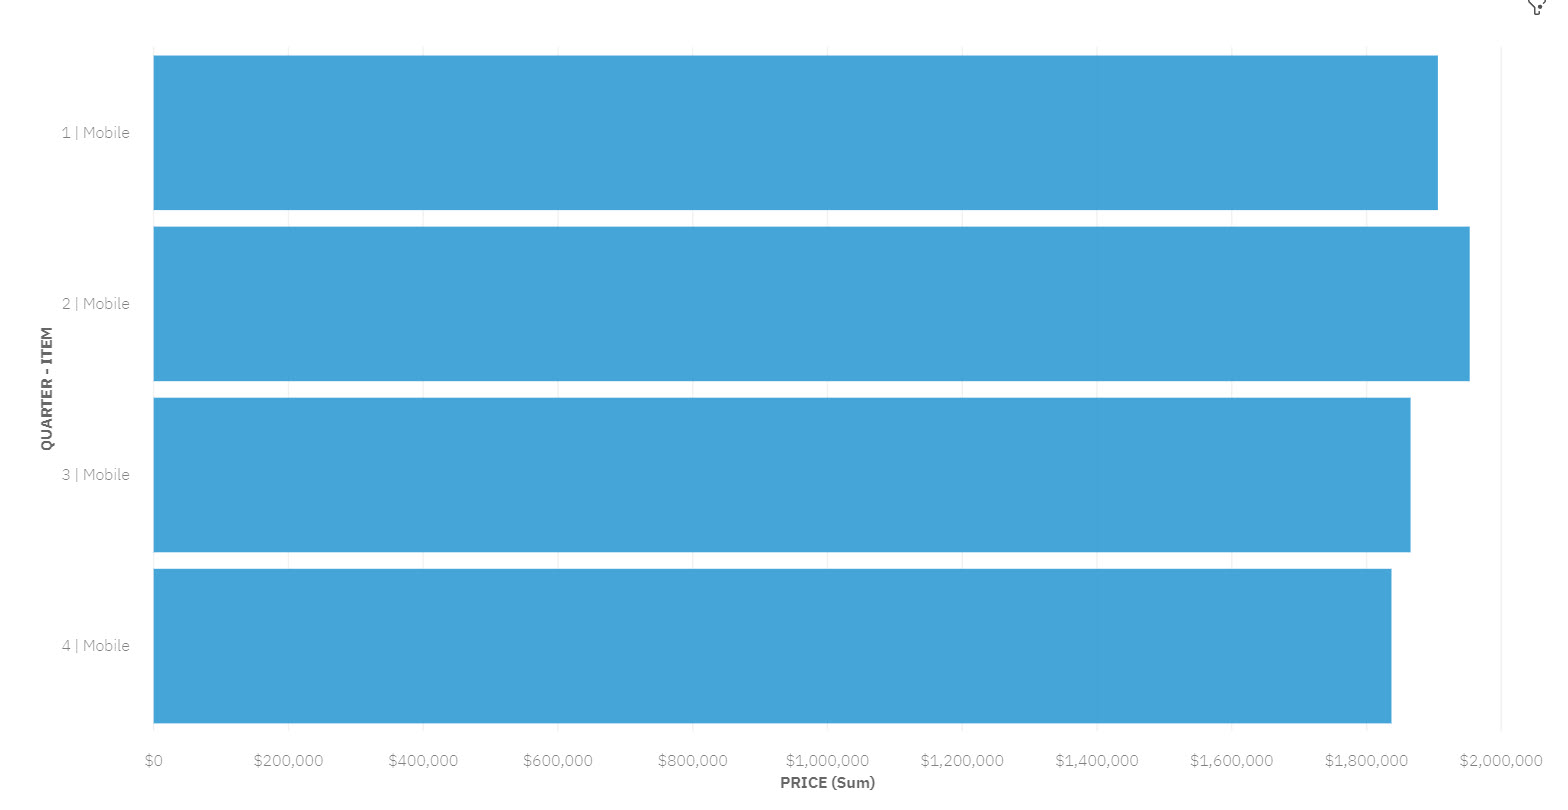 1 | Mobile
2 | Mobile
3 | Mobile
4 | Mobile
QUARTER - ITEM
$0 $200,000 $400,000 $600,000 $800,000 $1,000,000 $1,200,000 $1,400,000 $1,600,000 $1,800,000 $2,000,000
PRICE (Sum)